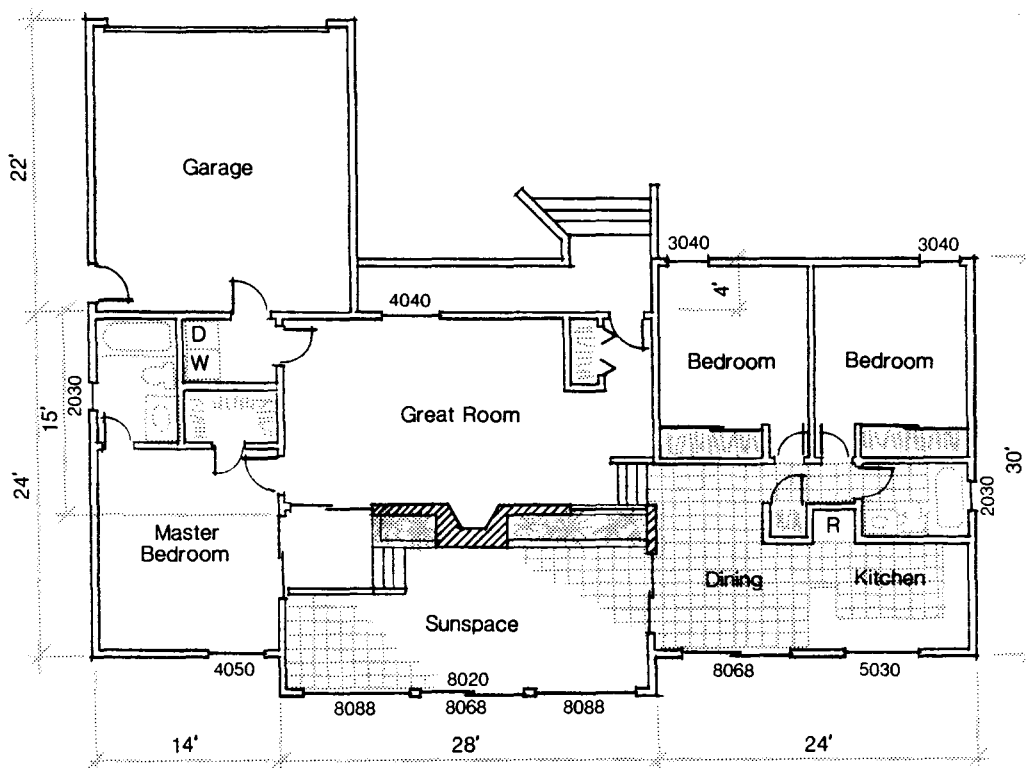 Garage
22'
3040
3040
4'
4040
D
W
Bedroom
Bedroom
2030
15'
Great Room
24'
30'
2030
Master
Bedroom
R
Dining
Kitchen
Sunspace
4050
8020
8068
5030
8088
8068
8088
14'
28'
24'